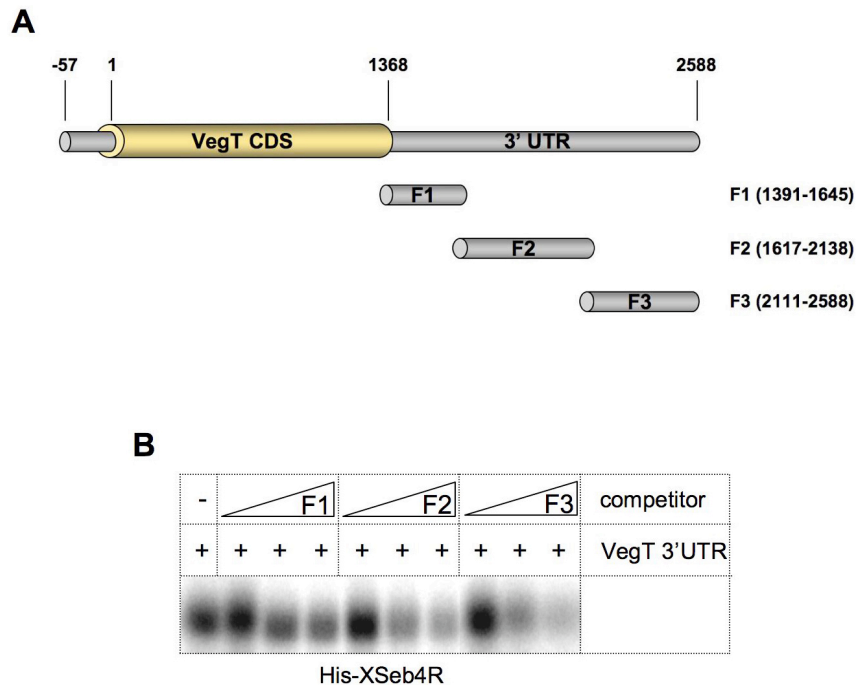 A
-57 1 1368 2588
VegT CDS 3' UTR
F1 F1 (1391-1645)
F2 F2 (1617-2138)
F3 F3 (2111-2588)
B
- F1 F2 F3 competitor
+ + + + + + + + + + VegT 3'UTR
His-XSeb4R